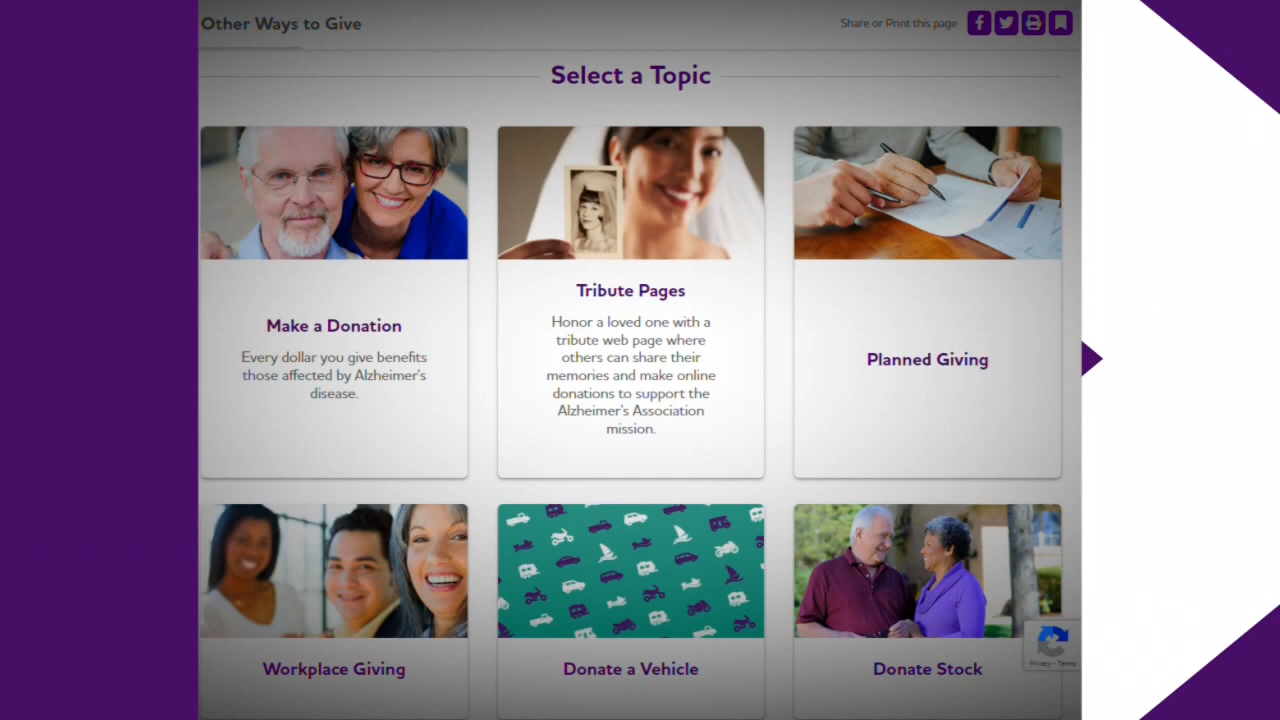 Other Ways to Give
Share or Print this page
Select a Topic
Make a Donation
Every dollar you give benefits
those affected by Alzheimer's
disease.
Tribute Pages
Honor a loved one with a
tribute web page where
others can share their
memories and make online
donations to support the
Alzheimer's Association
mission.
Planned Giving
Workplace Giving
Donate a Vehicle
Donate Stock
Privacy - Terms